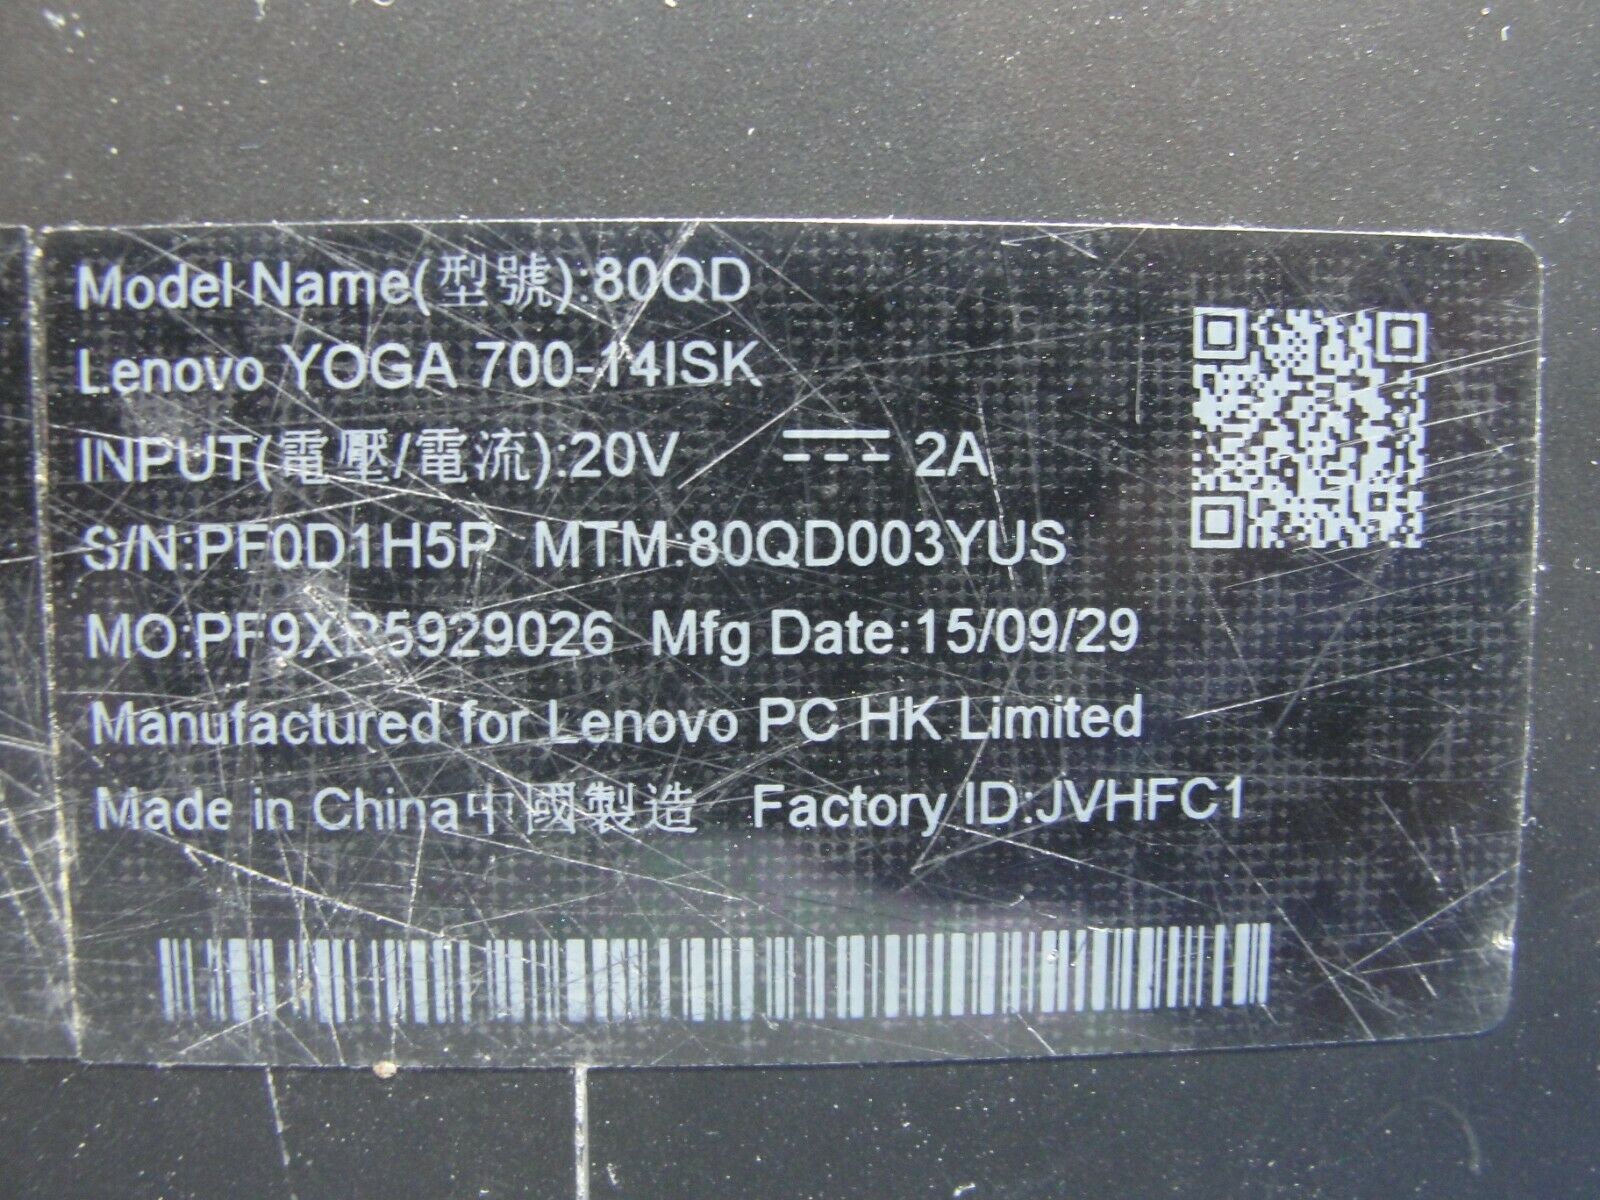 Model Name(型號):80QD
Lenovo YOGA 700-14ISK
INPUT(電壓/電流):20V ⎓ 2A
S/N:PF0D1H5P MTM:80QD003YUS
MO:PF9XB5929026 Mfg Date:15/09/29
Manufactured for Lenovo PC HK Limited
Made in China中國製造 Factory ID:JVHFC1